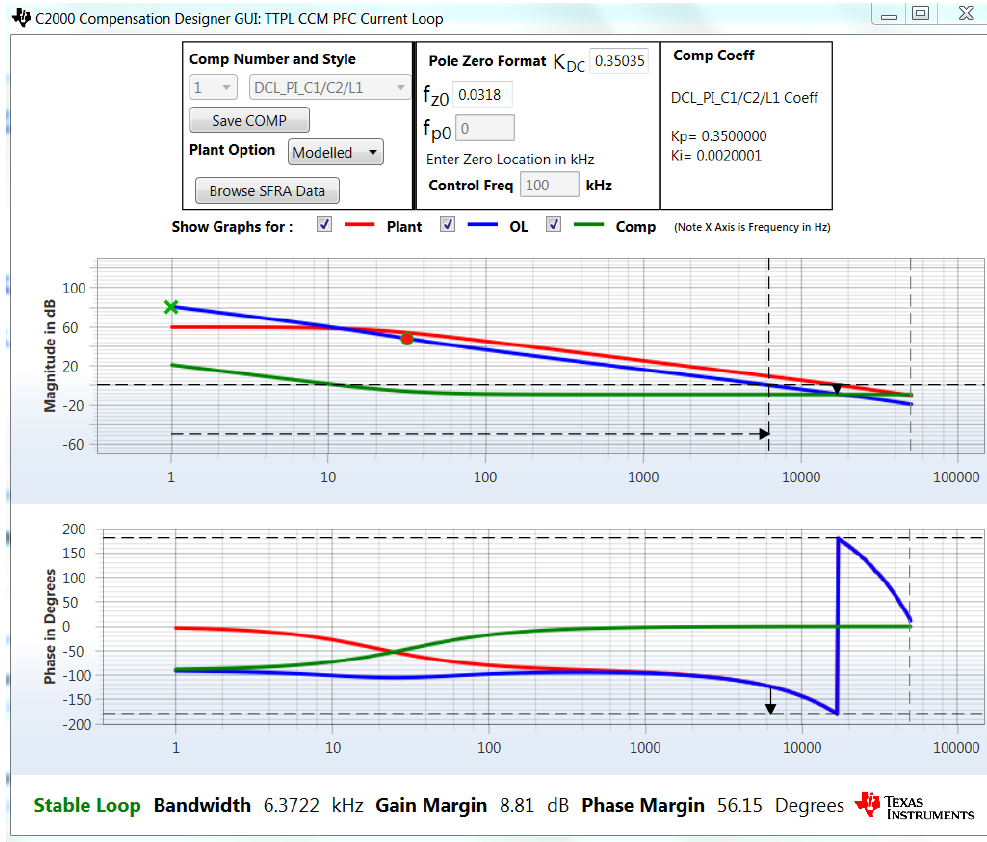 C2000 Compensation Designer GUI: TTPL CCM PFC Current Loop
Comp Number and Style
1 DCL_PI_C1/C2/L1
Save COMP
Plant Option Modelled
Browse SFRA Data
Pole Zero Format KDC 0.35035
fz0 0.0318
fp0 0
Enter Zero Location in kHz
Control Freq 100 kHz
Comp Coeff
DCL_PI_C1/C2/L1 Coeff
Kp= 0.3500000
Ki= 0.0020001
Show Graphs for : Plant OL Comp (Note X Axis is Frequency in Hz)
Magnitude in dB
100
60
20
-20
-60
1 10 100 1000 10000 100000
Phase in Degrees
200
150
100
50
0
-50
-100
-150
-200
1 10 100 1000 10000 100000
Stable Loop Bandwidth 6.3722 kHz Gain Margin 8.81 dB Phase Margin 56.15 Degrees
TEXAS
INSTRUMENTS